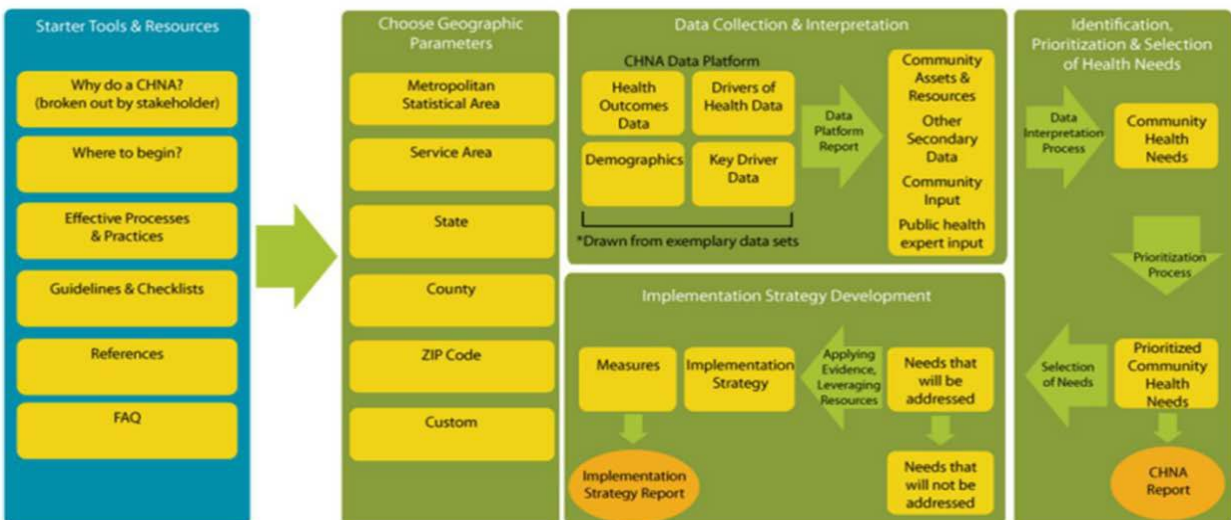 Starter Tools & Resources
Why do a CHNA?
(broken out by stakeholder)
Where to begin?
Effective Processes
& Practices
Guidelines & Checklists
References
FAQ
Choose Geographic
Parameters
Metropolitan
Statistical Area
Service Area
State
County
ZIP Code
Custom
Data Collection & Interpretation
CHNA Data Platform
Health
Outcomes
Data
Drivers of
Health Data
Demographics
Key Driver
Data
*Drawn from exemplary data sets
Data
Platform
Report
Community
Assets &
Resources
Other
Secondary
Data
Community
Input
Public health
expert input
Data
Interpretation
Process
Identification,
Prioritization & Selection
of Health Needs
Community
Health
Needs
Prioritization
Process
Prioritized
Community
Health
Needs
CHNA
Report
Selection
of Needs
Implementation Strategy Development
Needs that
will be
addressed
Needs that
will not be
addressed
Applying
Evidence,
Leveraging
Resources
Implementation
Strategy
Measures
Implementation
Strategy Report